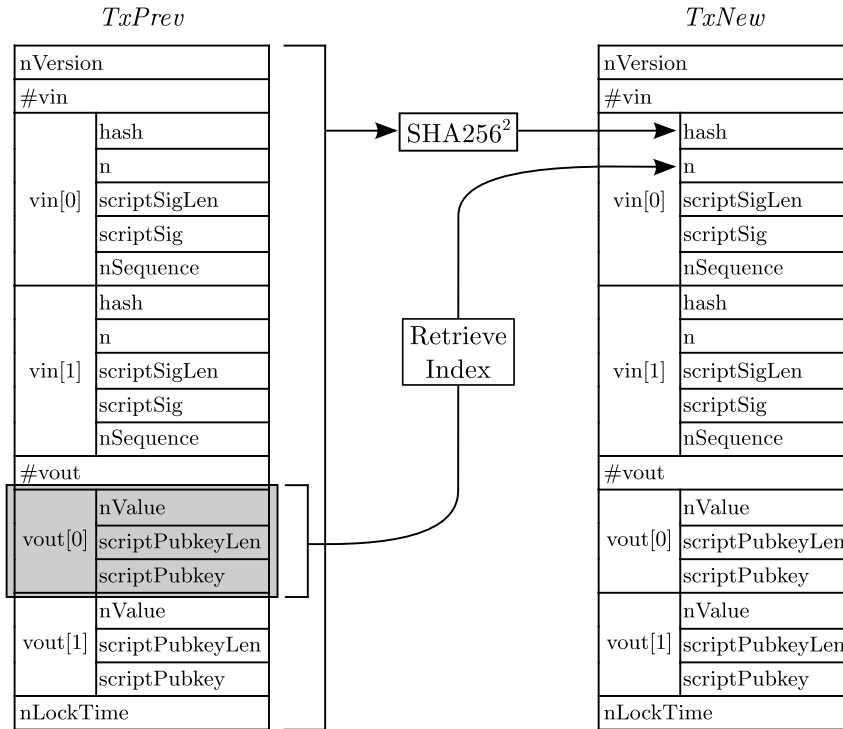 TxPrev
nVersion
#vin
vin[0]
hash
n
scriptSigLen
scriptSig
nSequence
vin[1]
hash
n
scriptSigLen
scriptSig
nSequence
#vout
vout[0]
nValue
scriptPubkeyLen
scriptPubkey
vout[1]
nValue
scriptPubkeyLen
scriptPubkey
nLockTime
SHA256²
Retrieve
Index
TxNew
nVersion
#vin
vin[0]
hash
n
scriptSigLen
scriptSig
nSequence
vin[1]
hash
n
scriptSigLen
scriptSig
nSequence
#vout
vout[0]
nValue
scriptPubkeyLen
scriptPubkey
vout[1]
nValue
scriptPubkeyLen
scriptPubkey
nLockTime